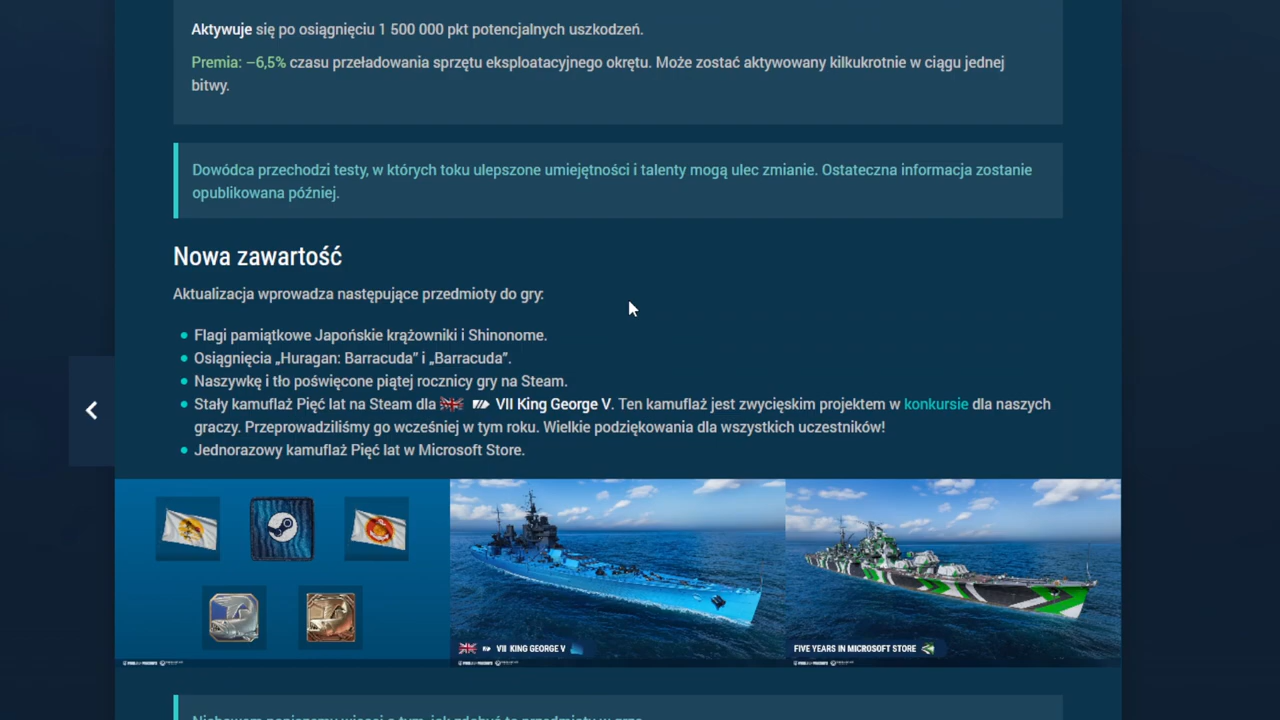 Aktywuje się po osiągnięciu 1 500 000 pkt potencjalnych uszkodzeń.
Premia: –6,5% czasu przeładowania sprzętu eksploatacyjnego okrętu. Może zostać aktywowany kilkukrotnie w ciągu jednej
bitwy.
Dowódca przechodzi testy, w których toku ulepszone umiejętności i talenty mogą ulec zmianie. Ostateczna informacja zostanie
opublikowana później.
Nowa zawartość
Aktualizacja wprowadza następujące przedmioty do gry:
Flagi pamiątkowe Japońskie krążowniki i Shinonome.
Osiągnięcia „Huragan: Barracuda” i „Barracuda”.
Naszywkę i tło poświęcone piątej rocznicy gry na Steam.
Stały kamuflaż Pięć lat na Steam dla VII King George V. Ten kamuflaż jest zwycięskim projektem w konkursie dla naszych
graczy. Przeprowadziliśmy go wcześniej w tym roku. Wielkie podziękowania dla wszystkich uczestników!
Jednorazowy kamuflaż Pięć lat w Microsoft Store.
VII KING GEORGE V
FIVE YEARS IN MICROSOFT STORE